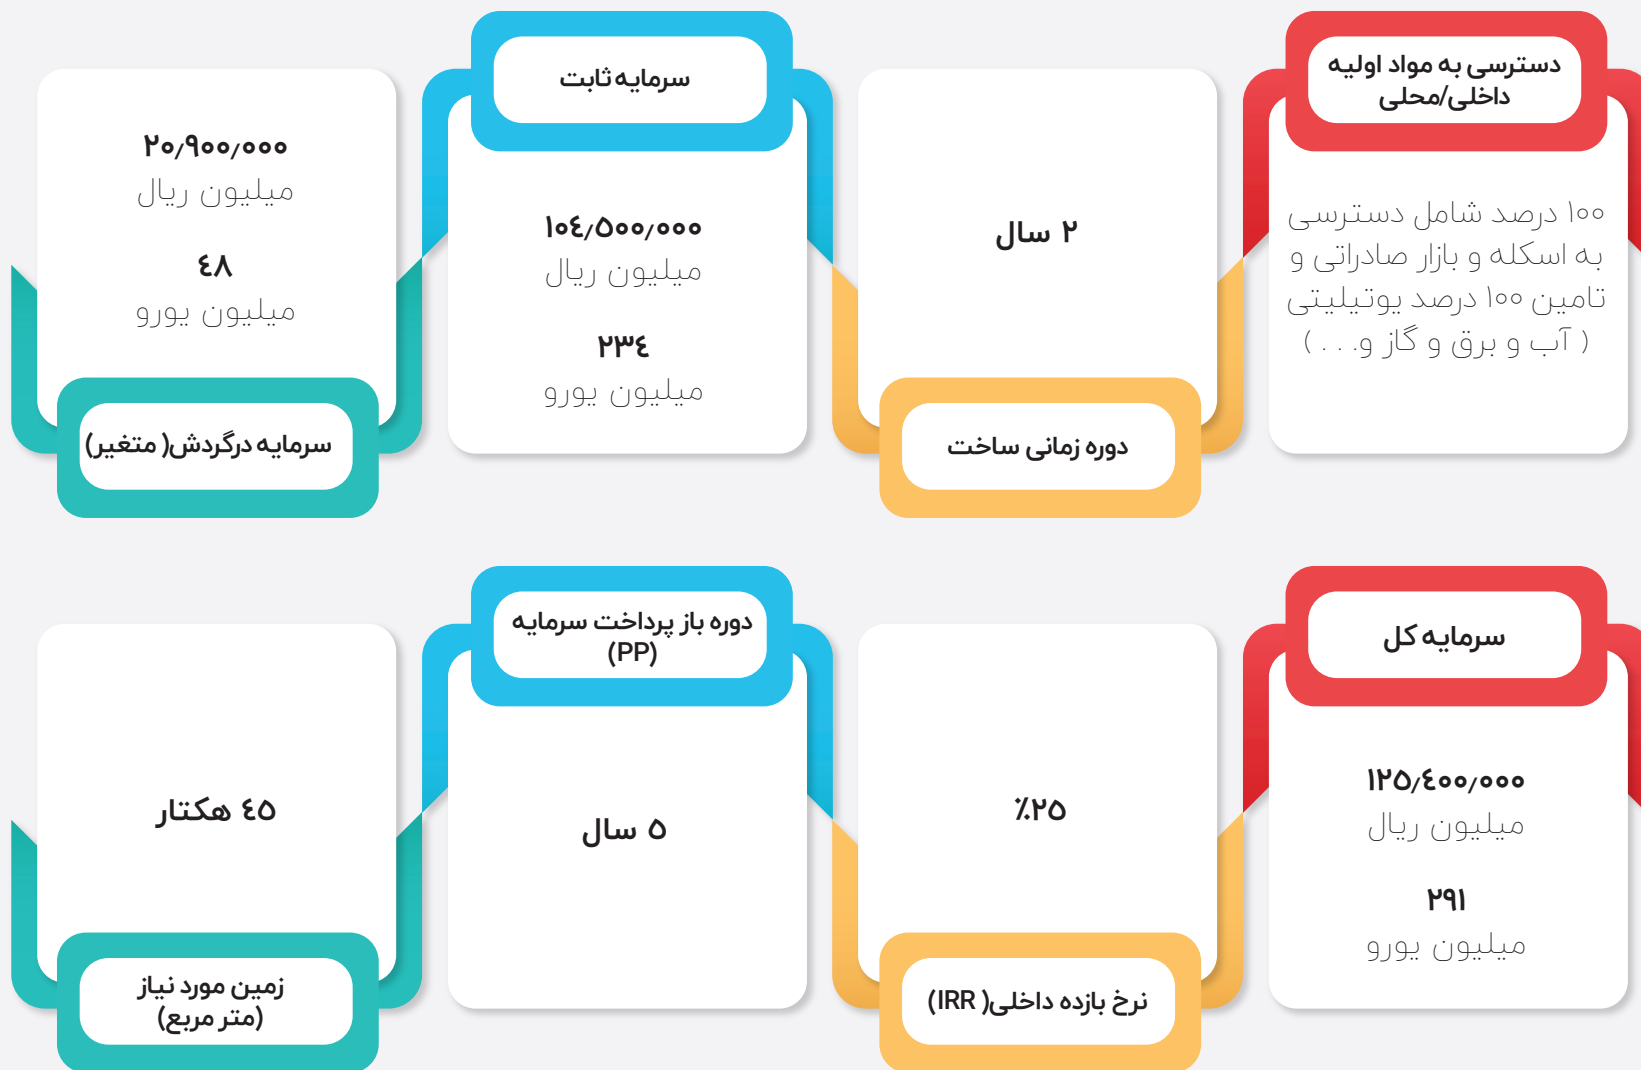 دسترسی به مواد اولیه
داخلی/محلی
۱۰۰ درصد شامل دسترسی
به اسکله و بازار صادراتی و
تامین ۱۰۰ درصد یوتیلیتی
( آب و برق و گاز و. . . )
۲ سال
دوره زمانی ساخت
سرمایه ثابت
۱۰٤٫۵۰۰٫۰۰۰
میلیون ریال
۲۳٤
میلیون یورو
۲۰٫۹۰۰٫۰۰۰
میلیون ریال
٤۸
میلیون یورو
سرمایه درگردش( متغیر)
سرمایه کل
۱۲۵٫٤۰۰٫۰۰۰
میلیون ریال
۲۹۱
میلیون یورو
٪۲۵
نرخ بازده داخلی( IRR)
دوره باز پرداخت سرمایه
(PP)
۵ سال
٤۵ هکتار
زمین مورد نیاز
(متر مربع)